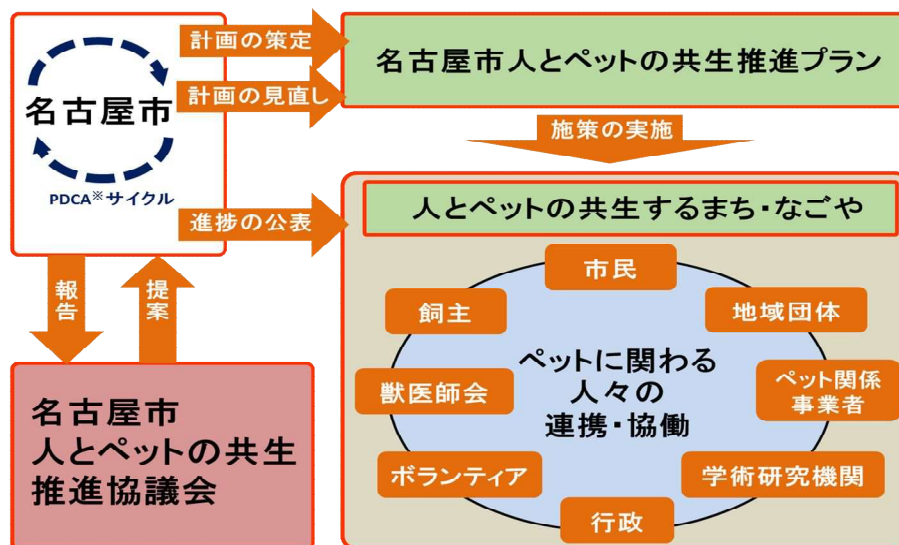 名古屋市
PDCA※サイクル
計画の策定
計画の見直し
進捗の公表
名古屋市人とペットの共生推進プラン
施策の実施
人とペットの共生するまち・なごや
市民
飼主
地域団体
獣医師会
ペットに関わる
人々の
連携・協働
ペット関係
事業者
ボランティア
学術研究機関
行政
報告
提案
名古屋市
人とペットの共生
推進協議会